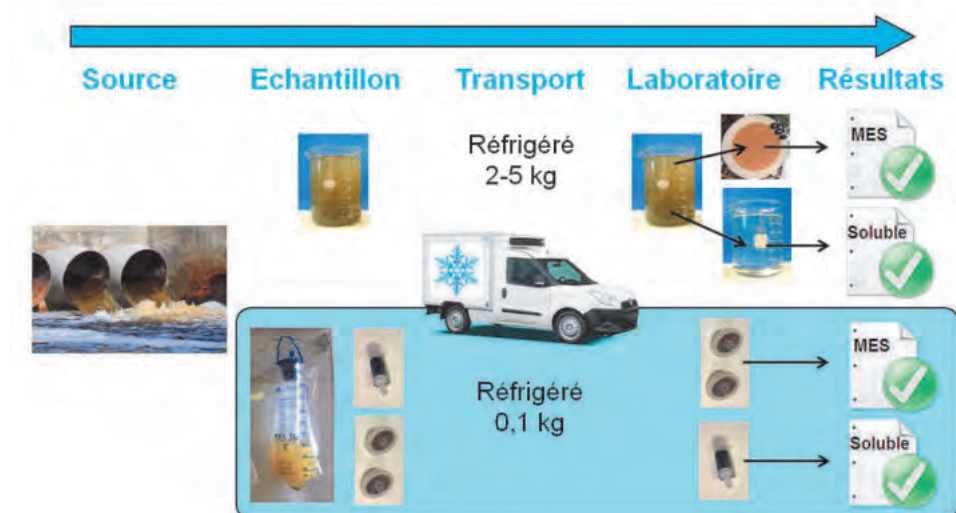 Source
Echantillon
Transport
Laboratoire
Résultats
Réfrigéré
2-5 kg
MES
Soluble
Réfrigéré
0,1 kg
MES
Soluble